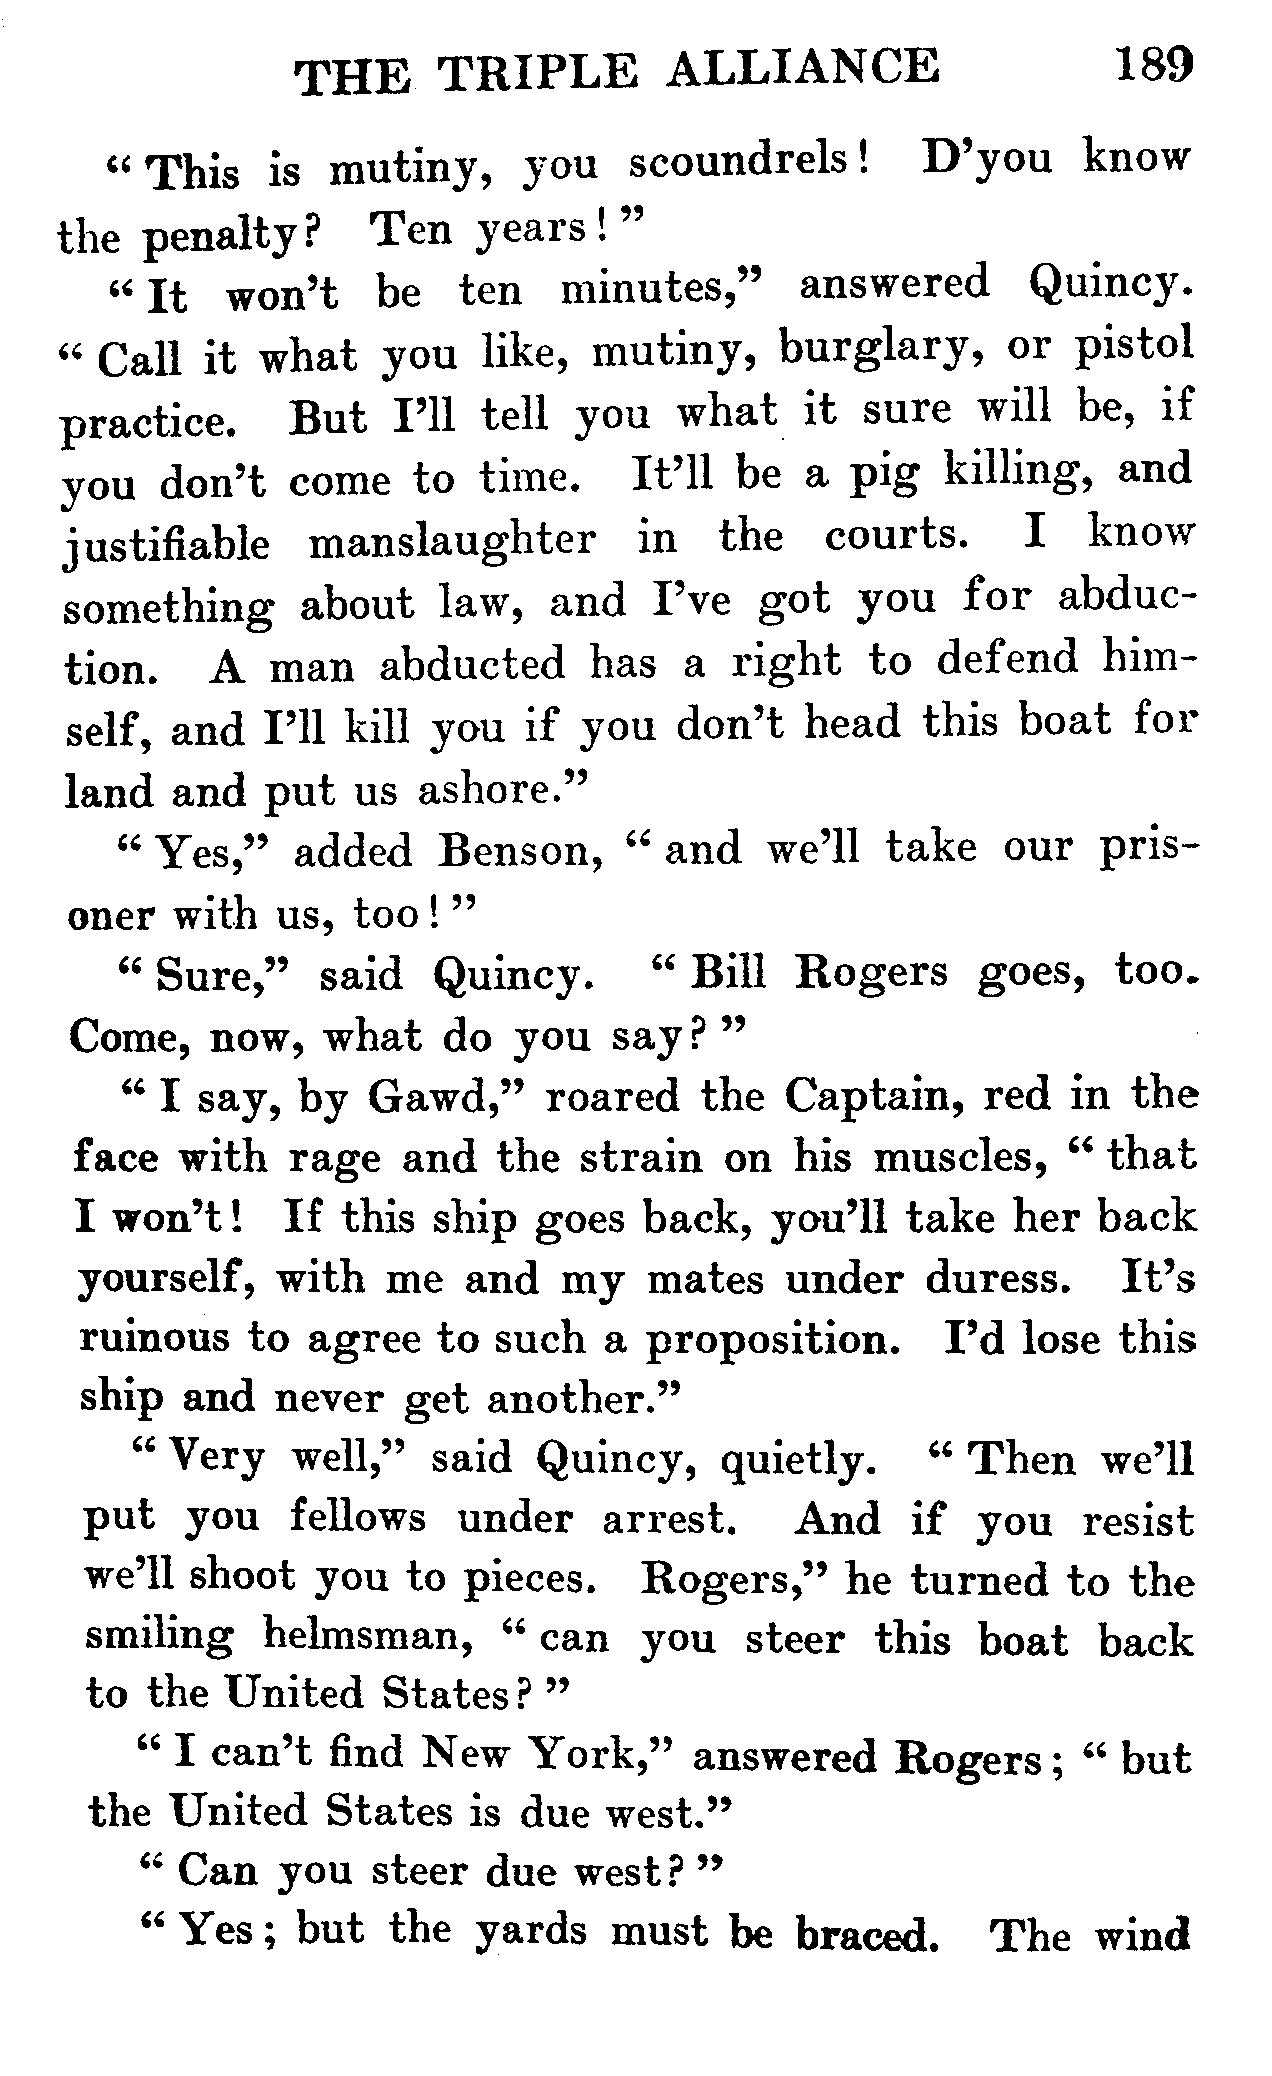 THE TRIPLE ALLIANCE 189
“ This is mutiny, you scoundrels ! D’you know
the penalty? Ten years ! ”
“ It won’t be ten minutes,” answered Quincy.
“ Call it what you like, mutiny, burglary, or pistol
practice. But I’ll tell you what it sure will be, if
you don’t come to time. It’ll be a pig killing, and
justifiable manslaughter in the courts. I know
something about law, and I’ve got you for abduc-
tion. A man abducted has a right to defend him-
self, and I’ll kill you if you don’t head this boat for
land and put us ashore.”
“ Yes,” added Benson, “ and we’ll take our pris-
oner with us, too ! ”
“ Sure,” said Quincy. “ Bill Rogers goes, too.
Come, now, what do you say? ”
“ I say, by Gawd,” roared the Captain, red in the
face with rage and the strain on his muscles, “ that
I won’t ! If this ship goes back, you’ll take her back
yourself, with me and my mates under duress. It’s
ruinous to agree to such a proposition. I’d lose this
ship and never get another.”
“ Very well,” said Quincy, quietly. “ Then we’ll
put you fellows under arrest. And if you resist
we’ll shoot you to pieces. Rogers,” he turned to the
smiling helmsman, “ can you steer this boat back
to the United States? ”
“ I can’t find New York,” answered Rogers ; “ but
the United States is due west.”
“ Can you steer due west? ”
“ Yes ; but the yards must be braced. The wind